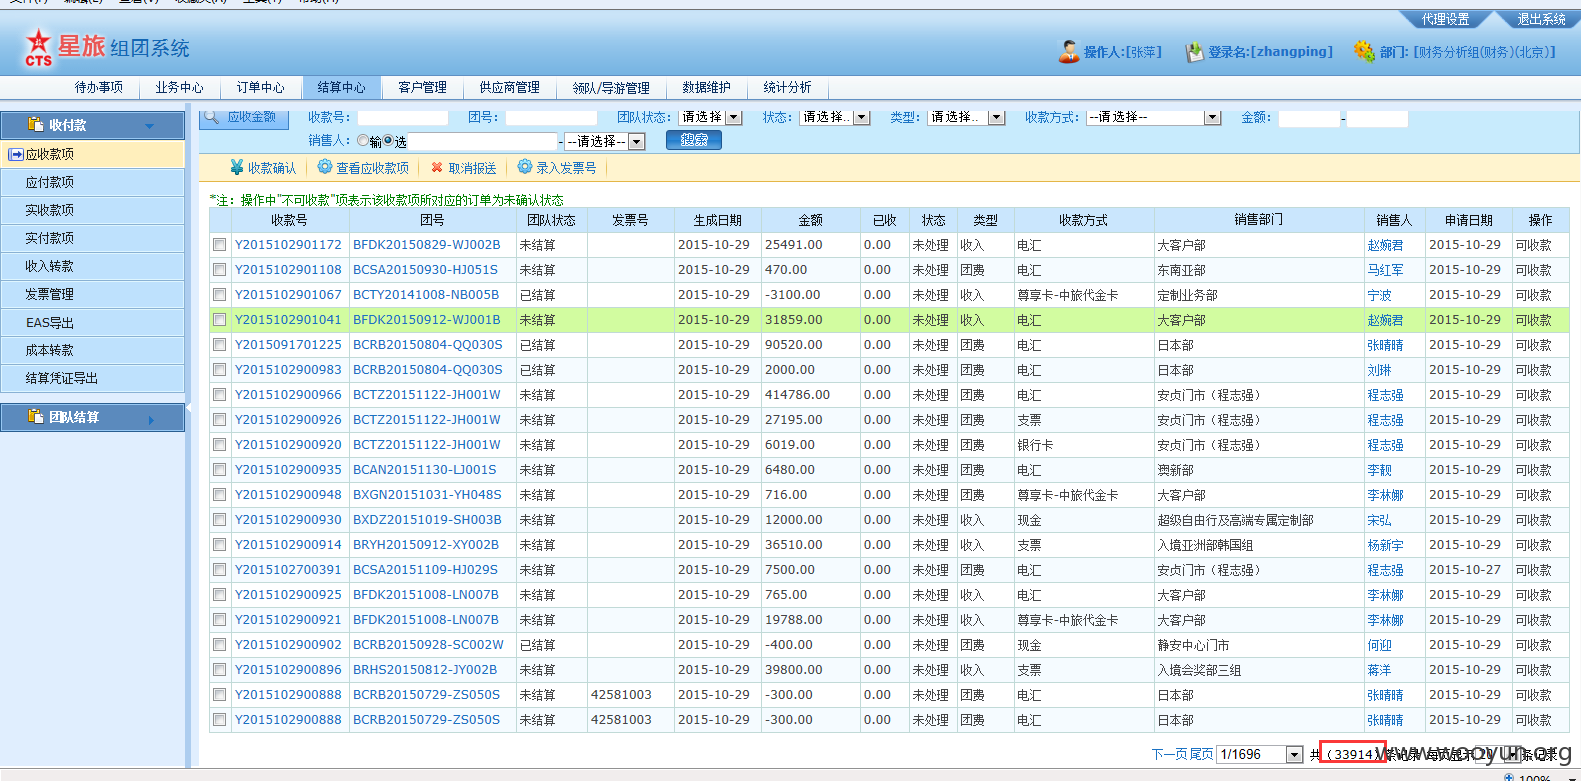 代理设置 退出系统
CTS 星旅 组团系统
操作人:[张萍] 登录名:[zhangping] 部门: [财务分析组(财务)(北京)]
待办事项 业务中心 订单中心 结算中心 客户管理 供应商管理 领队/导游管理 数据维护 统计分析
收付款
应收款项
应付款项
实收款项
实付款项
收入转款
发票管理
EAS导出
成本转款
结算凭证导出
团队结算
应收金额 收款号: 团号: 团队状态: 请选择 状态: 请选择.. 类型: 请选择.. 收款方式: --请选择-- 金额: -
销售人: 输 选 - --请选择-- 搜索
收款确认 查看应收款项 取消报送 录入发票号
*注：操作中"不可收款"项表示该收款项所对应的订单为未确认状态
收款号 团号 团队状态 发票号 生成日期 金额 已收 状态 类型 收款方式 销售部门 销售人 申请日期 操作
Y2015102901172 BFDK20150829-WJ002B 未结算 2015-10-29 25491.00 0.00 未处理 收入 电汇 大客户部 赵婉君 2015-10-29 可收款
Y2015102901108 BCSA20150930-HJ051S 未结算 2015-10-29 470.00 0.00 未处理 团费 电汇 东南亚部 马红军 2015-10-29 可收款
Y2015102901067 BCTY20141008-NB005B 已结算 2015-10-29 -3100.00 0.00 未处理 收入 尊享卡-中旅代金卡 定制业务部 宁波 2015-10-29 可收款
Y2015102901041 BFDK20150912-WJ001B 未结算 2015-10-29 31859.00 0.00 未处理 收入 电汇 大客户部 赵婉君 2015-10-29 可收款
Y2015091701225 BCRB20150804-QQ030S 已结算 2015-10-29 90520.00 0.00 未处理 团费 电汇 日本部 张晴晴 2015-10-29 可收款
Y2015102900983 BCRB20150804-QQ030S 已结算 2015-10-29 2000.00 0.00 未处理 团费 电汇 日本部 刘琳 2015-10-29 可收款
Y2015102900966 BCTZ20151122-JH001W 未结算 2015-10-29 414786.00 0.00 未处理 团费 电汇 安贞门市（程志强） 程志强 2015-10-29 可收款
Y2015102900926 BCTZ20151122-JH001W 未结算 2015-10-29 27195.00 0.00 未处理 团费 支票 安贞门市（程志强） 程志强 2015-10-29 可收款
Y2015102900920 BCTZ20151122-JH001W 未结算 2015-10-29 6019.00 0.00 未处理 团费 银行卡 安贞门市（程志强） 程志强 2015-10-29 可收款
Y2015102900935 BCAN20151130-LJ001S 未结算 2015-10-29 6480.00 0.00 未处理 团费 电汇 澳新部 李靓 2015-10-29 可收款
Y2015102900948 BXGN20151031-YH048S 未结算 2015-10-29 716.00 0.00 未处理 团费 尊享卡-中旅代金卡 大客户部 李林娜 2015-10-29 可收款
Y2015102900930 BXDZ20151019-SH003B 未结算 2015-10-29 12000.00 0.00 未处理 收入 现金 超级自由行及高端专属定制部 宋弘 2015-10-29 可收款
Y2015102900914 BRYH20150912-XY002B 未结算 2015-10-29 36510.00 0.00 未处理 收入 支票 入境亚洲部韩国组 杨新宇 2015-10-29 可收款
Y2015102700391 BCSA20151109-HJ029S 未结算 2015-10-29 7500.00 0.00 未处理 团费 电汇 安贞门市（程志强） 程志强 2015-10-27 可收款
Y2015102900925 BFDK20151008-LN007B 未结算 2015-10-29 765.00 0.00 未处理 收入 电汇 大客户部 李林娜 2015-10-29 可收款
Y2015102900921 BFDK20151008-LN007B 未结算 2015-10-29 19788.00 0.00 未处理 收入 尊享卡-中旅代金卡 大客户部 李林娜 2015-10-29 可收款
Y2015102900902 BCRB20150928-SC002W 已结算 2015-10-29 -400.00 0.00 未处理 团费 现金 静安中心门市 何迎 2015-10-29 可收款
Y2015102900896 BRHS20150812-JY002B 未结算 2015-10-29 39800.00 0.00 未处理 收入 支票 入境会奖部三组 蒋洋 2015-10-29 可收款
Y2015102900888 BCRB20150729-ZS050S 未结算 42581003 2015-10-29 -300.00 0.00 未处理 团费 电汇 日本部 张晴晴 2015-10-29 可收款
Y2015102900888 BCRB20150729-ZS050S 未结算 42581003 2015-10-29 -300.00 0.00 未处理 团费 电汇 日本部 张晴晴 2015-10-29 可收款
下一页 尾页 1/1696 共 (33914) 条记录 每页显示 20 条记录
www.wooyun.org
100%